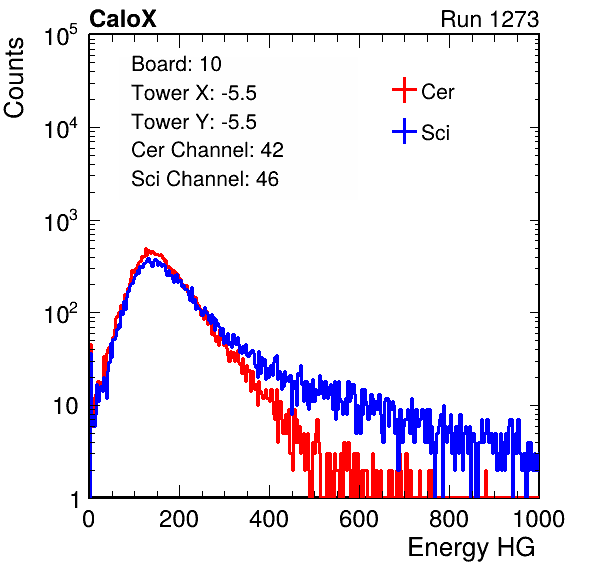 CaloX Run 1273
Counts
Board: 10
Tower X: -5.5
Tower Y: -5.5
Cer Channel: 42
Sci Channel: 46
Cer
Sci
10^5
10^4
10^3
10^2
10
1
0 200 400 600 800 1000
Energy HG